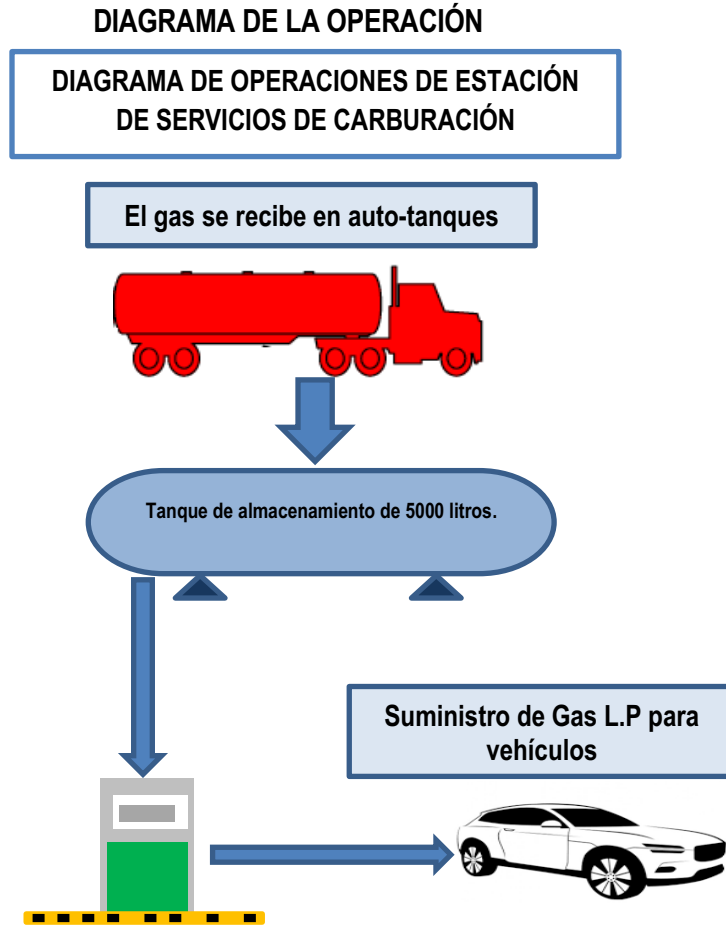 DIAGRAMA DE LA OPERACIÓN
DIAGRAMA DE OPERACIONES DE ESTACIÓN
DE SERVICIOS DE CARBURACIÓN
El gas se recibe en auto-tanques
Tanque de almacenamiento de 5000 litros.
Suministro de Gas L.P para
vehículos